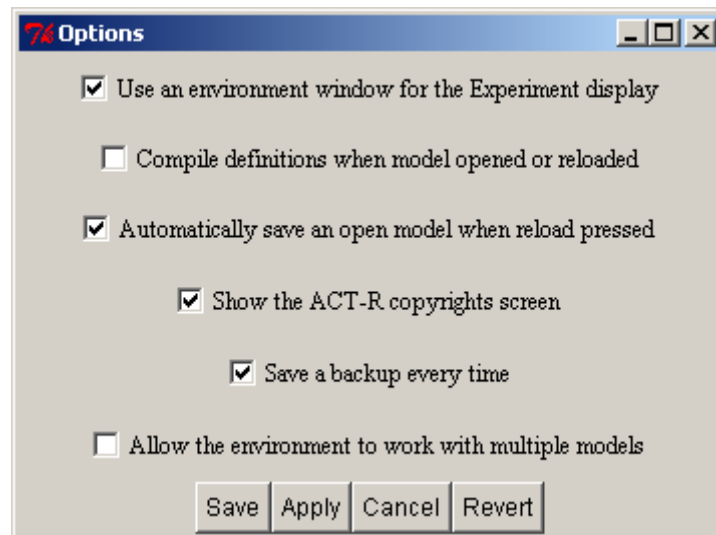 Options
Use an environment window for the Experiment display
Compile definitions when model opened or reloaded
Automatically save an open model when reload pressed
Show the ACT-R copyrights screen
Save a backup every time
Allow the environment to work with multiple models
Save Apply Cancel Revert